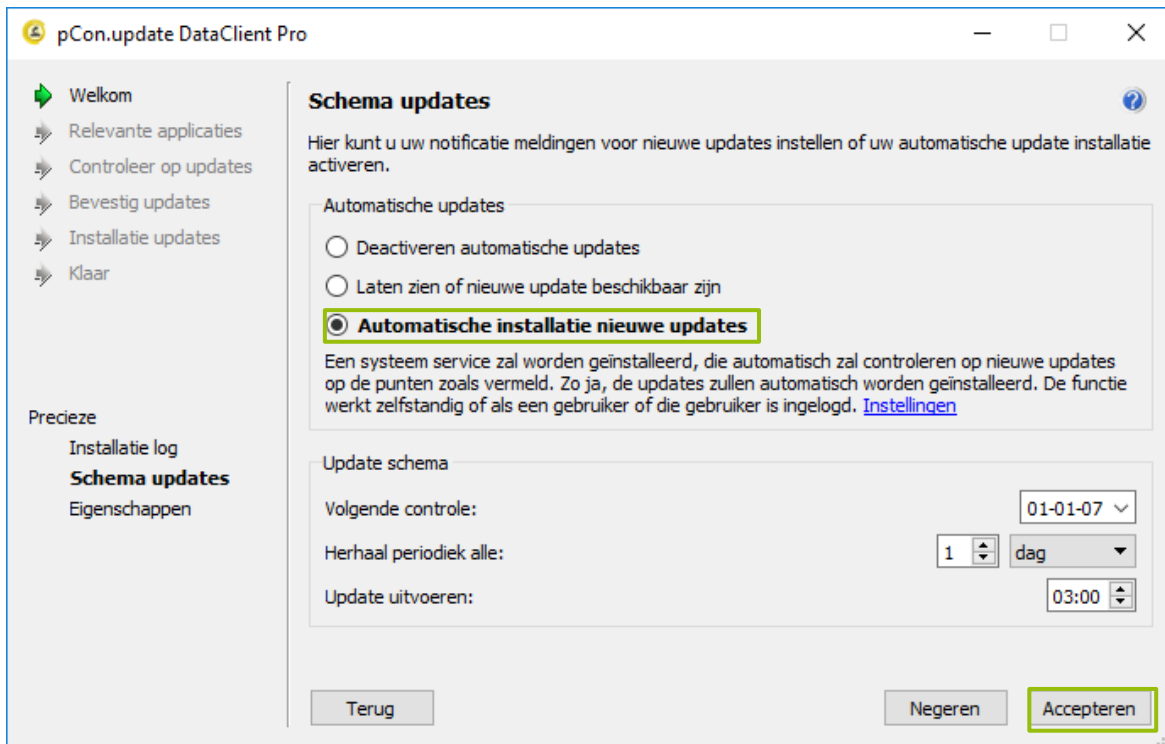 pCon.update DataClient Pro
Welkom
Relevante applicaties
Controleer op updates
Bevestig updates
Installatie updates
Klaar
Precieze
Installatie log
Schema updates
Eigenschappen
Schema updates
Hier kunt u uw notificatie meldingen voor nieuwe updates instellen of uw automatische update installatie
activeren.
Automatische updates
Deactiveren automatische updates
Laten zien of nieuwe update beschikbaar zijn
Automatische installatie nieuwe updates
Een systeem service zal worden geïnstalleerd, die automatisch zal controleren op nieuwe updates
op de punten zoals vermeld. Zo ja, de updates zullen automatisch worden geïnstalleerd. De functie
werkt zelfstandig of als een gebruiker of die gebruiker is ingelogd. Instellingen
Update schema
Volgende controle: 01-01-07
Herhaal periodiek alle: 1 dag
Update uitvoeren: 03:00
Terug Negeren Accepteren